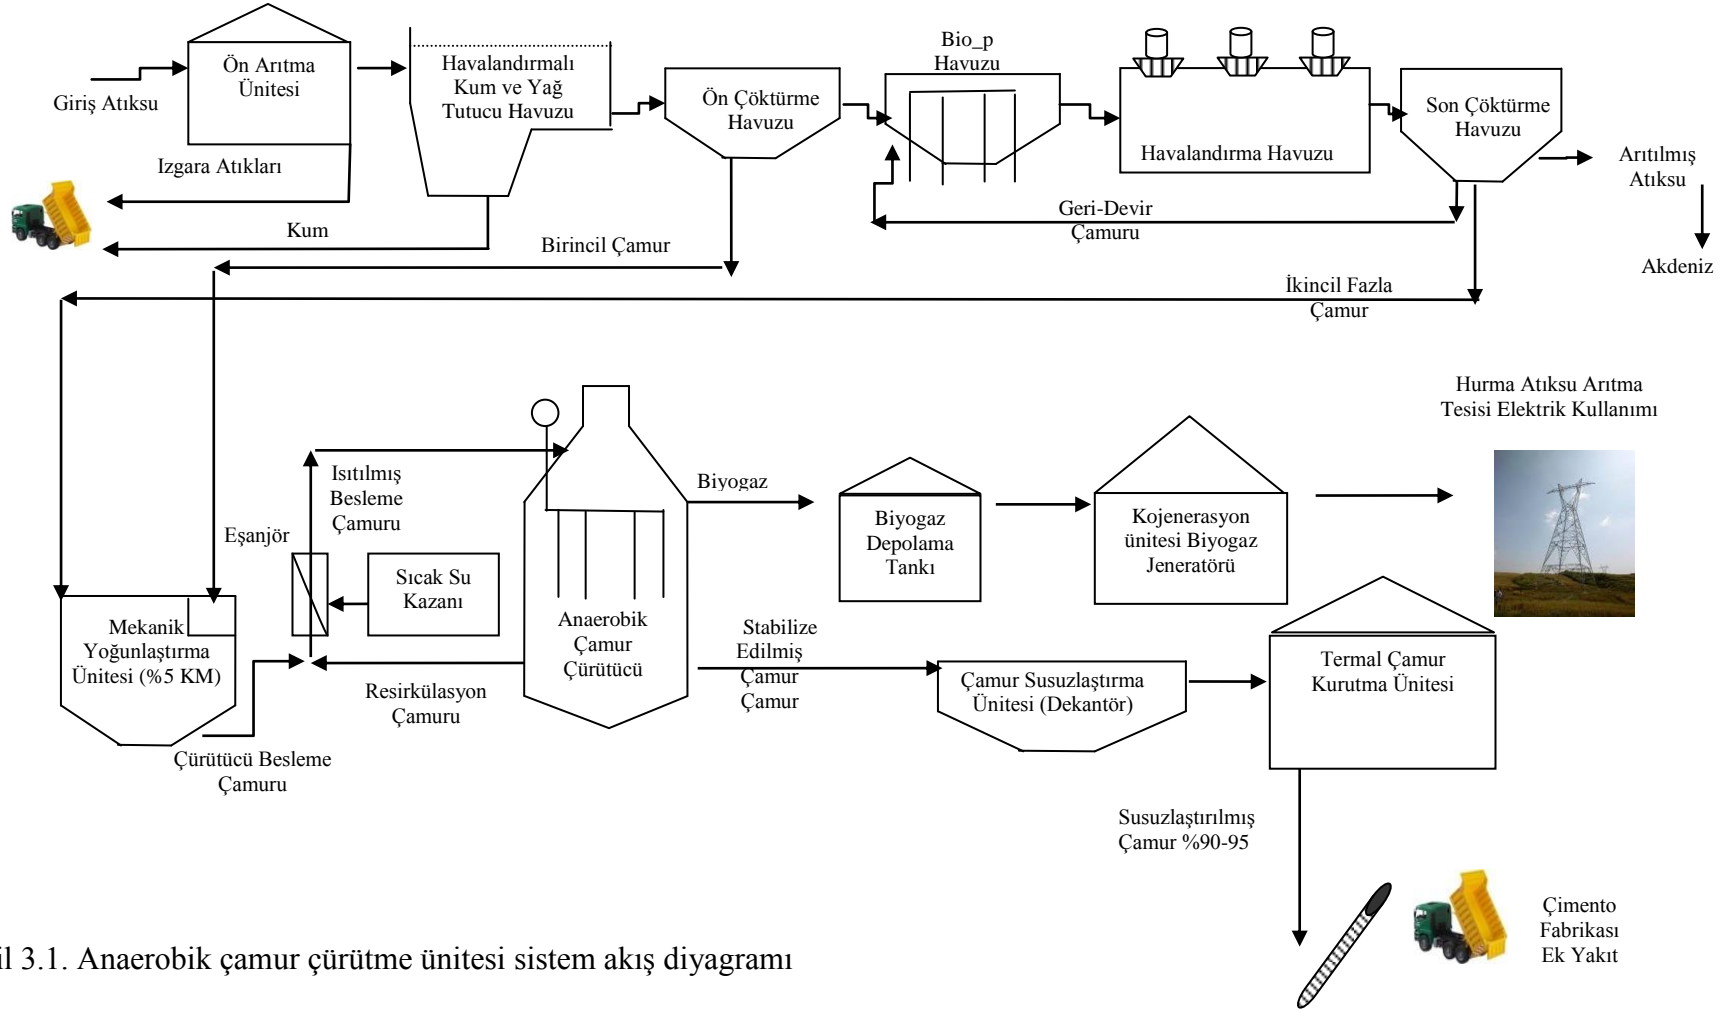 Giriş Atıksu
Ön Arıtma
Ünitesi
Havalandırmalı
Kum ve Yağ
Tutucu Havuzu
Ön Çöktürme
Havuzu
Bio_p
Havuzu
Havalandırma Havuzu
Son Çöktürme
Havuzu
Arıtılmış
Atıksu
Akdeniz
Izgara Atıkları
Kum
Birincil Çamur
Geri-Devir
Çamuru
İkincil Fazla
Çamur
Hurma Atıksu Arıtma
Tesisi Elektrik Kullanımı
Isıtılmış
Besleme
Çamuru
Eşanjör
Sıcak Su
Kazanı
Biyogaz
Biyogaz
Depolama
Tankı
Kojenerasyon
ünitesi Biyogaz
Jeneratörü
Mekanik
Yoğunlaştırma
Ünitesi (%5 KM)
Anaerobik
Çamur
Çürütücü
Resirkülasyon
Çamuru
Stabilize
Edilmiş
Çamur
Çamur
Çamur Susuzlaştırma
Ünitesi (Dekantör)
Termal Çamur
Kurutma Ünitesi
Çürütücü Besleme
Çamuru
Susuzlaştırılmış
Çamur %90-95
Çimento
Fabrikası
Ek Yakıt
il 3.1. Anaerobik çamur çürütme ünitesi sistem akış diyagramı